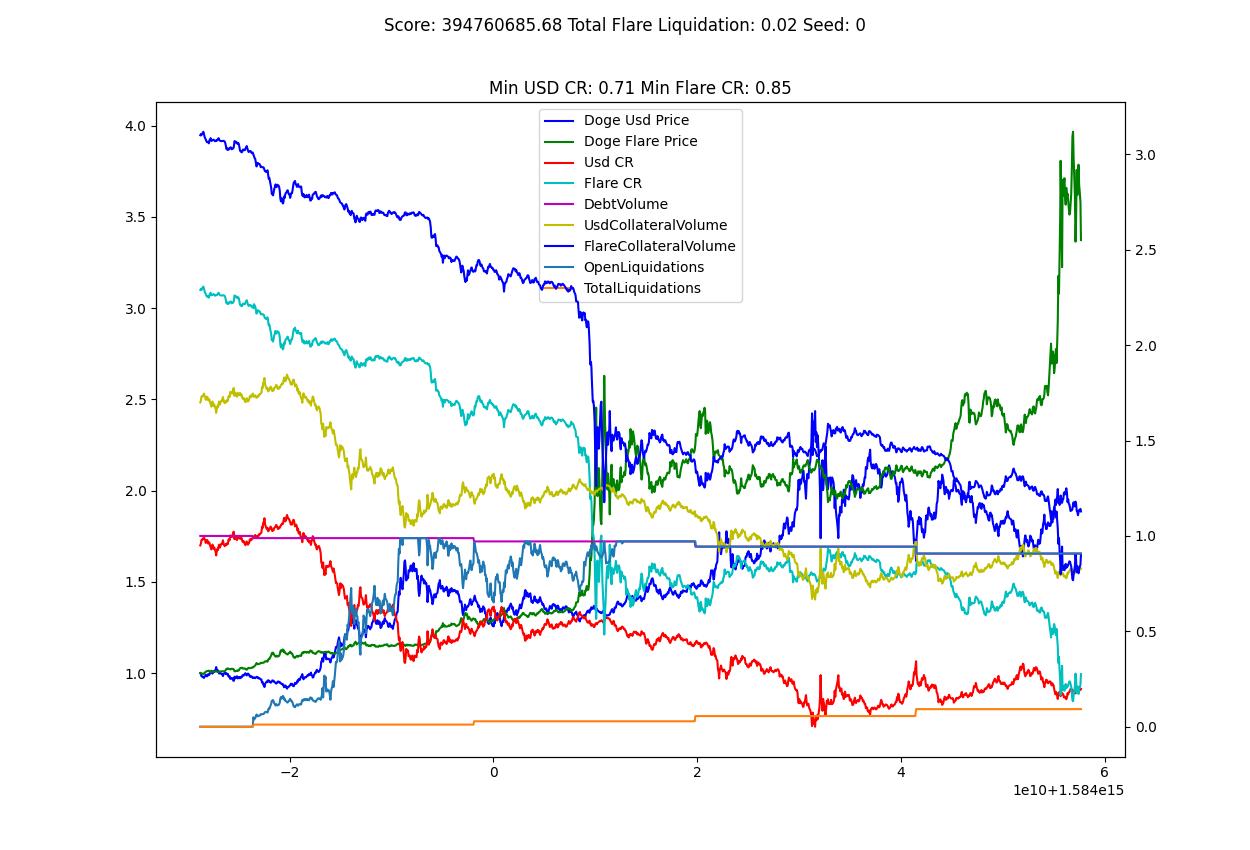 Score: 394760685.68 Total Flare Liquidation: 0.02 Seed: 0
Min USD CR: 0.71 Min Flare CR: 0.85
Doge Usd Price
Doge Flare Price
Usd CR
Flare CR
DebtVolume
UsdCollateralVolume
FlareCollateralVolume
OpenLiquidations
TotalLiquidations
4.0
3.5
3.0
2.5
2.0
1.5
1.0
3.0
2.5
2.0
1.5
1.0
0.5
0.0
−2
0
2
4
6
1e10+1.584e15